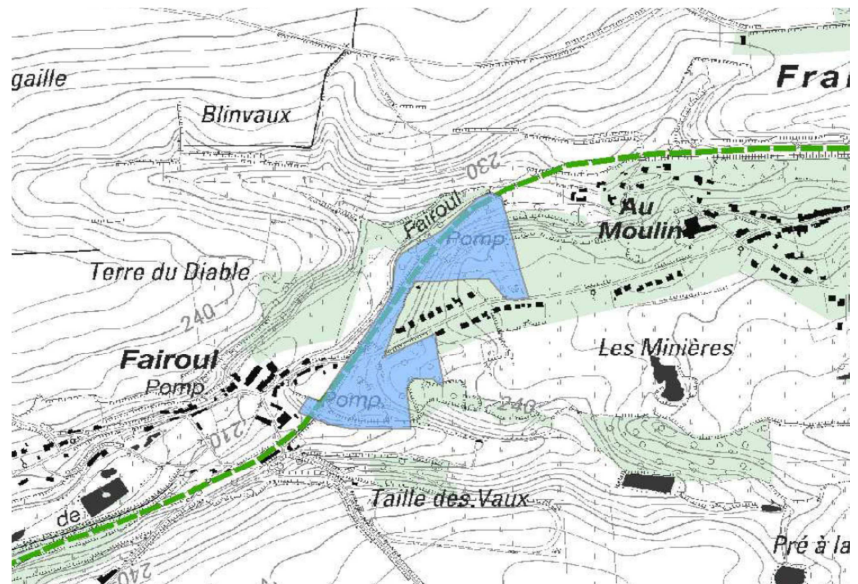 gaille
Fra
Blinvaux
230
Au
Moulin
Fairoul
Pomp
Terre du Diable
240
Fairoul
Pomp
Les Minières
Pomp
240
210
de
Taille des Vaux
Pré à la
240